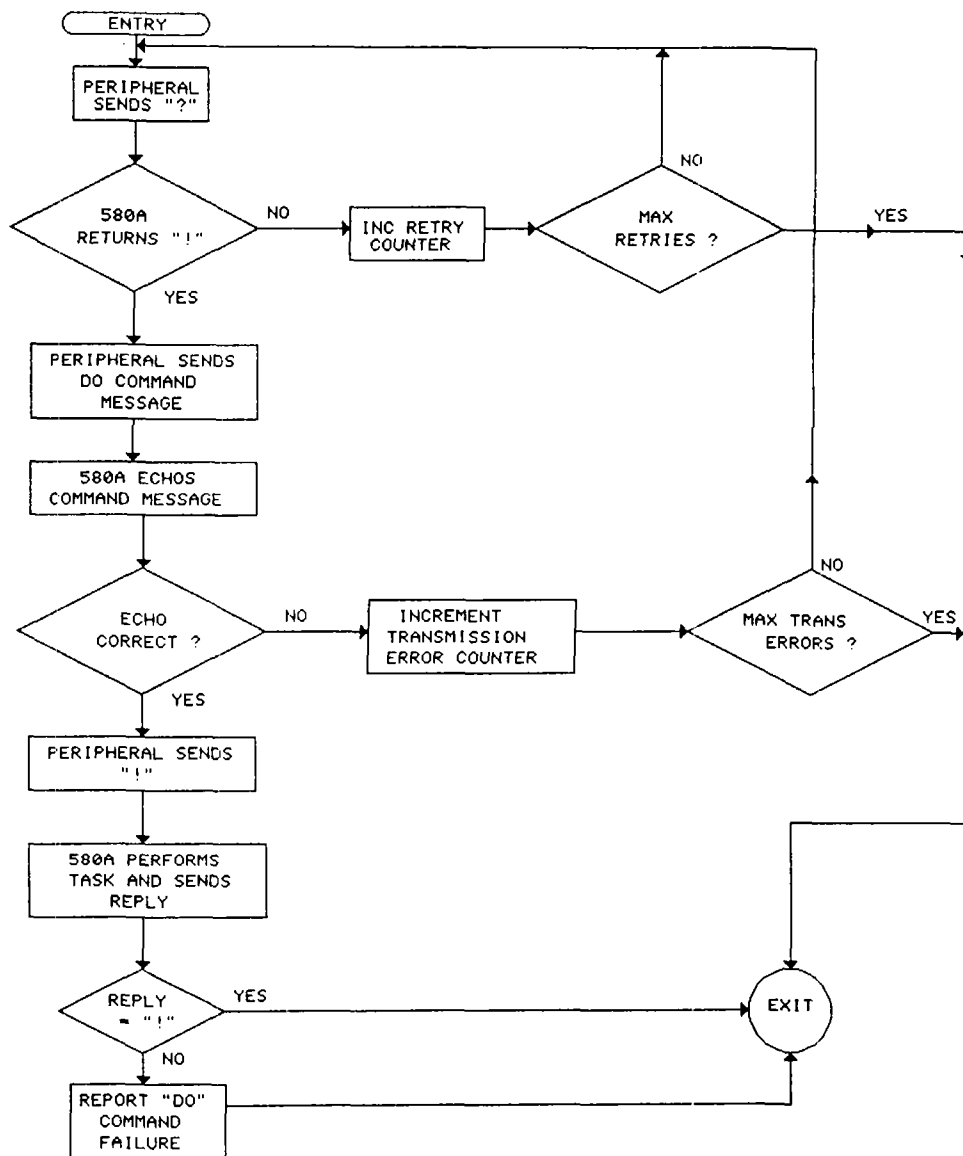 ENTRY
PERIPHERAL
SENDS "?"
580A
RETURNS "!"
NO
INC RETRY
COUNTER
MAX
RETRIES ?
NO
YES
YES
PERIPHERAL SENDS
DO COMMAND
MESSAGE
580A ECHOS
COMMAND MESSAGE
ECHO
CORRECT ?
NO
INCREMENT
TRANSMISSION
ERROR COUNTER
MAX TRANS
ERRORS ?
NO
YES
YES
PERIPHERAL SENDS
"!"
580A PERFORMS
TASK AND SENDS
REPLY
REPLY
= "!"
YES
EXIT
NO
REPORT "DO"
COMMAND
FAILURE